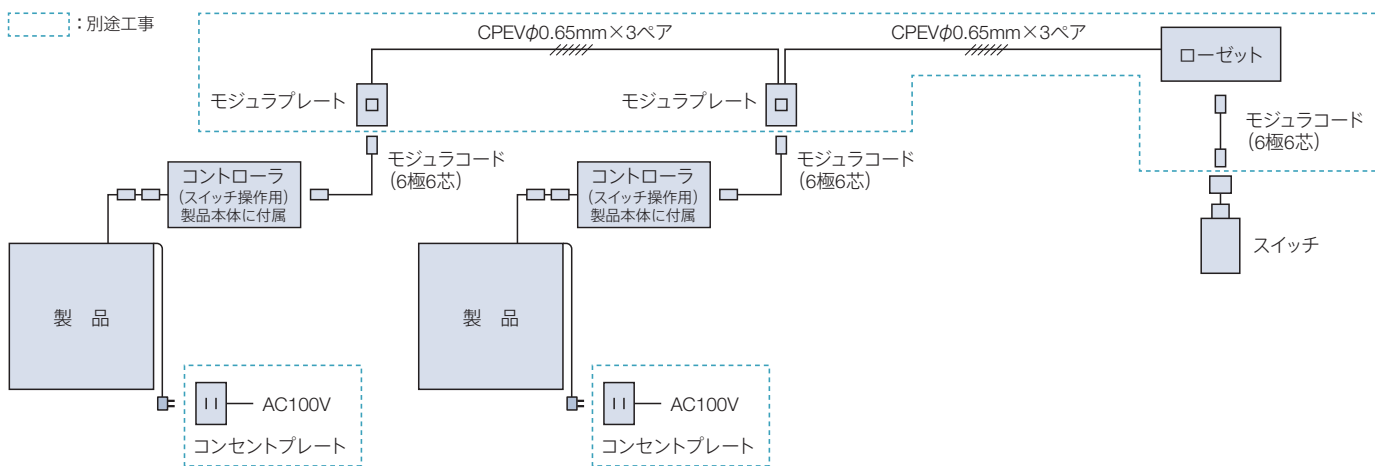 ：別途工事
CPEVφ0.65mm×3ペア
CPEVφ0.65mm×3ペア
ローゼット
モジュラプレート
モジュラプレート
モジュラコード
(6極6芯)
コントローラ
(スイッチ操作用)
製品本体に付属
モジュラコード
(6極6芯)
コントローラ
(スイッチ操作用)
製品本体に付属
モジュラコード
(6極6芯)
スイッチ
製　品
製　品
AC100V
コンセントプレート
AC100V
コンセントプレート